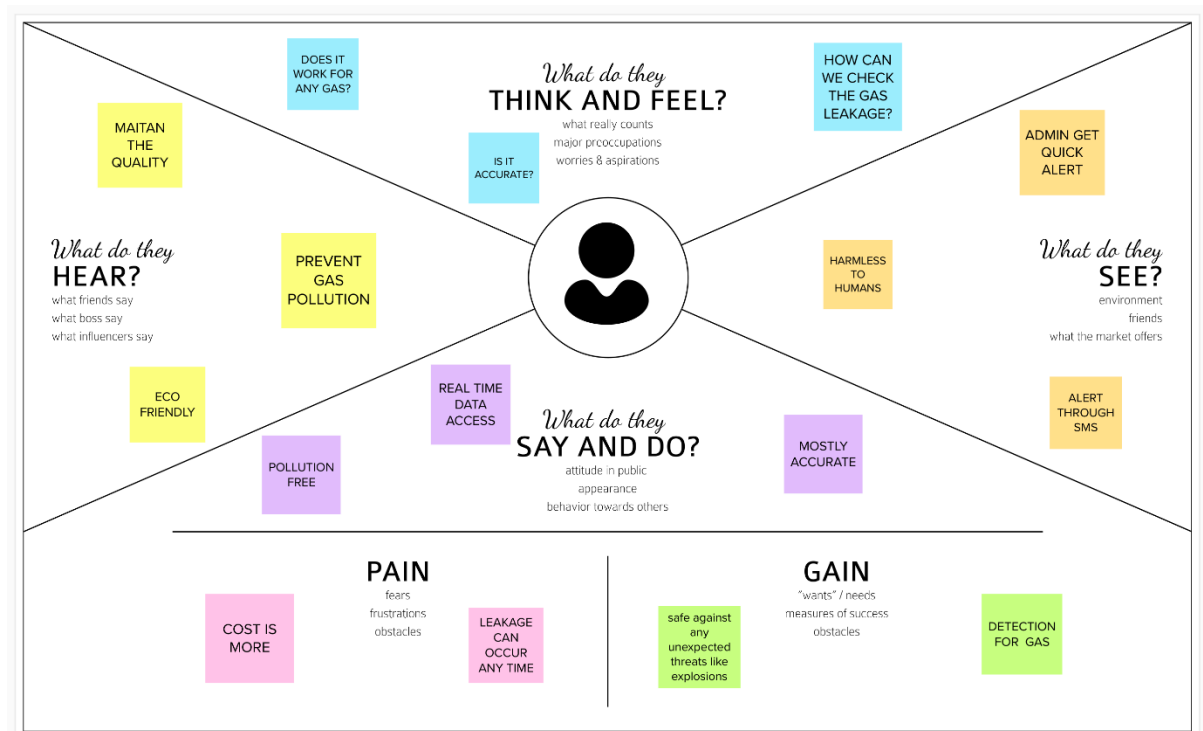 DOES IT
WORK FOR
ANY GAS?
What do they
THINK AND FEEL?
what really counts
major preoccupations
worries & aspirations
IS IT
ACCURATE?
HOW CAN
WE CHECK
THE GAS
LEAKAGE?
MAITAN
THE
QUALITY
What do they
HEAR?
what friends say
what boss say
what influencers say
PREVENT
GAS
POLLUTION
ECO
FRIENDLY
ADMIN GET
QUICK
ALERT
HARMLESS
TO
HUMANS
What do they
SEE?
environment
friends
what the market offers
ALERT
THROUGH
SMS
REAL TIME
DATA
ACCESS
POLLUTION
FREE
What do they
SAY AND DO?
attitude in public
appearance
behavior towards others
MOSTLY
ACCURATE
PAIN
fears
frustrations
obstacles
COST IS
MORE
LEAKAGE
CAN
OCCUR
ANY TIME
GAIN
"wants" / needs
measures of success
obstacles
safe against
any
unexpected
threats like
explosions
DETECTION
FOR GAS